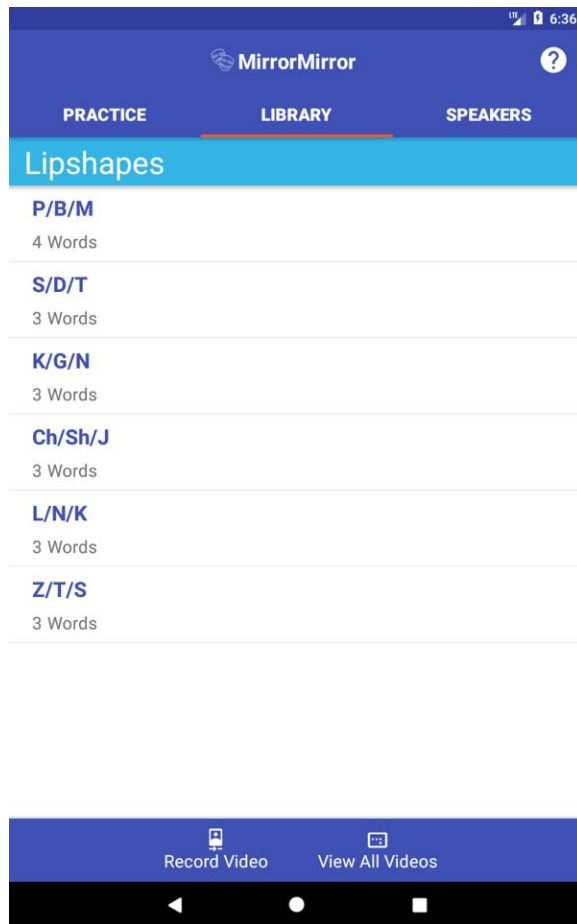 LTE 6:36
MirrorMirror ?
PRACTICE LIBRARY SPEAKERS
Lipshapes
P/B/M
4 Words
S/D/T
3 Words
K/G/N
3 Words
Ch/Sh/J
3 Words
L/N/K
3 Words
Z/T/S
3 Words
Record Video View All Videos